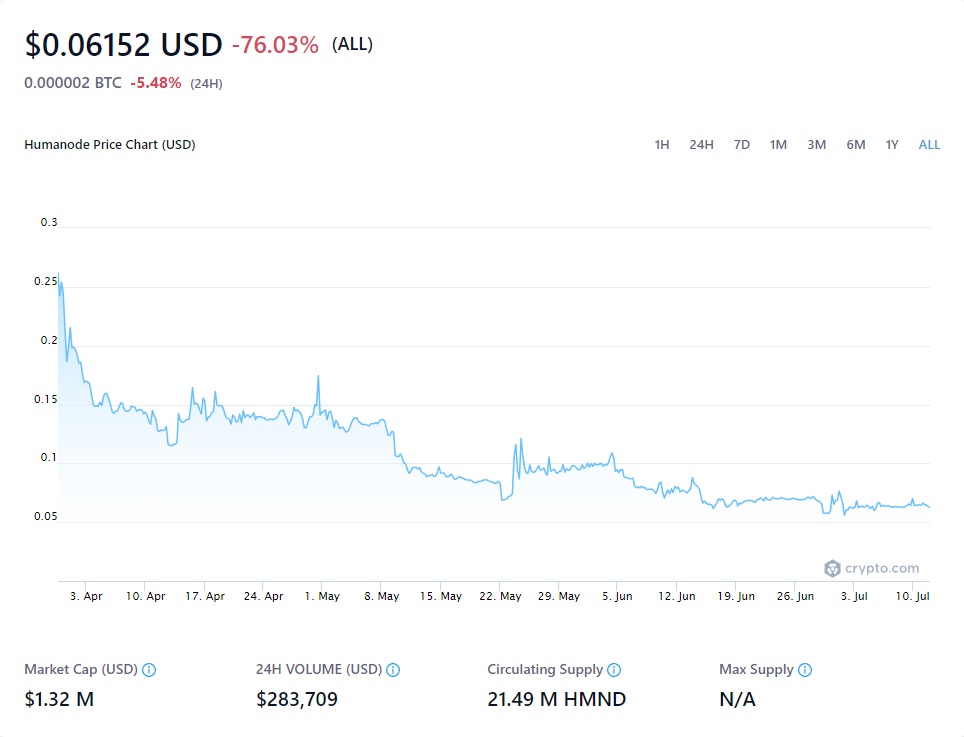 $0.06152 USD -76.03% (ALL)
0.000002 BTC -5.48% (24H)
Humanode Price Chart (USD) 1H 24H 7D 1M 3M 6M 1Y ALL
0.3
0.25
0.2
0.15
0.1
0.05
crypto.com
3. Apr 10. Apr 17. Apr 24. Apr 1. May 8. May 15. May 22. May 29. May 5. Jun 12. Jun 19. Jun 26. Jun 3. Jul 10. Jul
Market Cap (USD) 24H VOLUME (USD) Circulating Supply Max Supply
$1.32 M $283,709 21.49 M HMND N/A